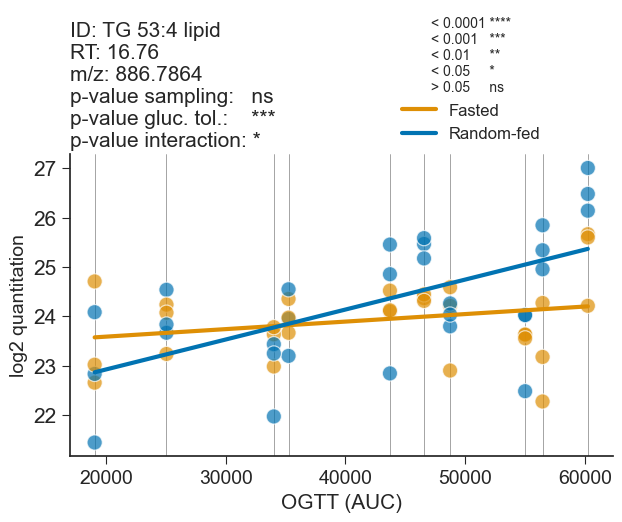 ID: TG 53:4 lipid
RT: 16.76
m/z: 886.7864
p-value sampling: ns
p-value gluc. tol.: ***
p-value interaction: *
< 0.0001 ****
< 0.001 ***
< 0.01 **
< 0.05 *
> 0.05 ns
Fasted
Random-fed
log2 quantitation
27
26
25
24
23
22
20000 30000 40000 50000 60000
OGTT (AUC)